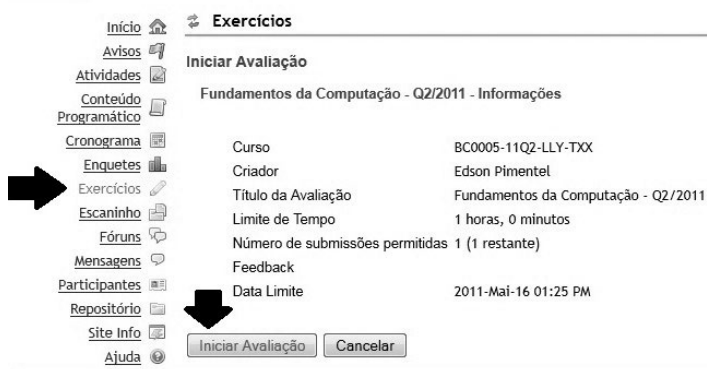 Início
Avisos
Atividades
Conteúdo
Programático
Cronograma
Enquetes
Exercícios
Escaninho
Fóruns
Mensagens
Participantes
Repositório
Site Info
Ajuda
Exercícios
Iniciar Avaliação
Fundamentos da Computação - Q2/2011 - Informações
Curso BC0005-11Q2-LLY-TXX
Criador Edson Pimentel
Título da Avaliação Fundamentos da Computação - Q2/2011
Limite de Tempo 1 horas, 0 minutos
Número de submissões permitidas 1 (1 restante)
Feedback
Data Limite 2011-Mai-16 01:25 PM
Iniciar Avaliação Cancelar